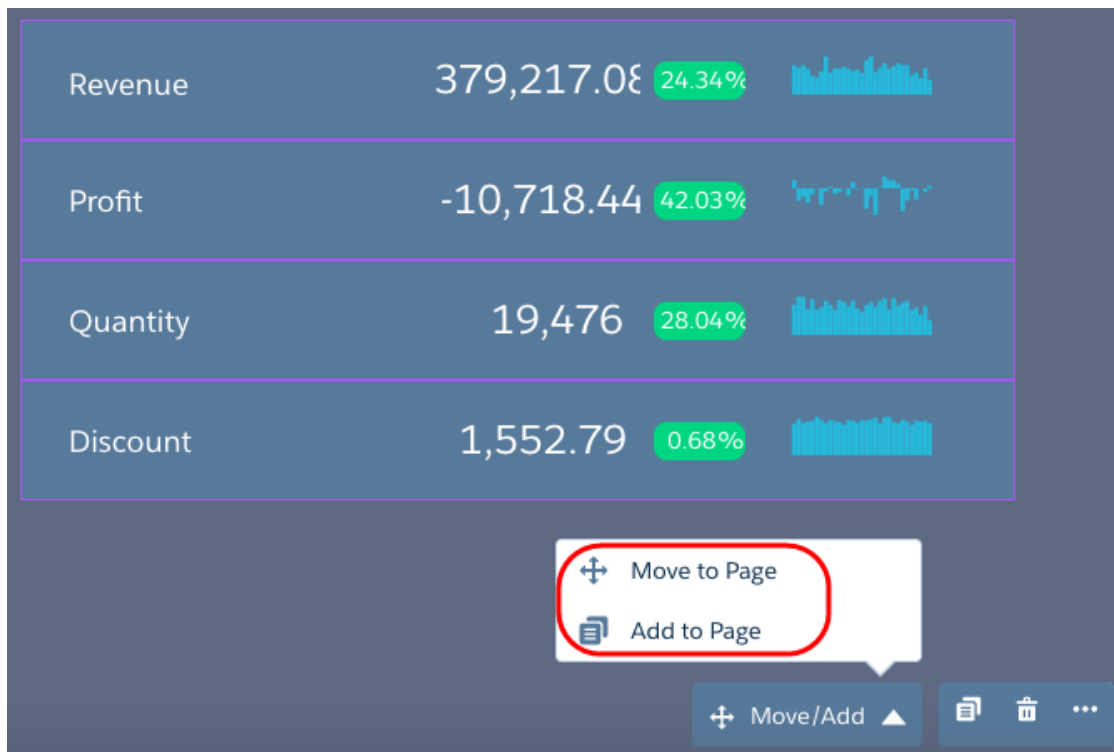 Revenue 379,217.08 24.34%
Profit -10,718.44 42.03%
Quantity 19,476 28.04%
Discount 1,552.79 0.68%
Move to Page
Add to Page
Move/Add